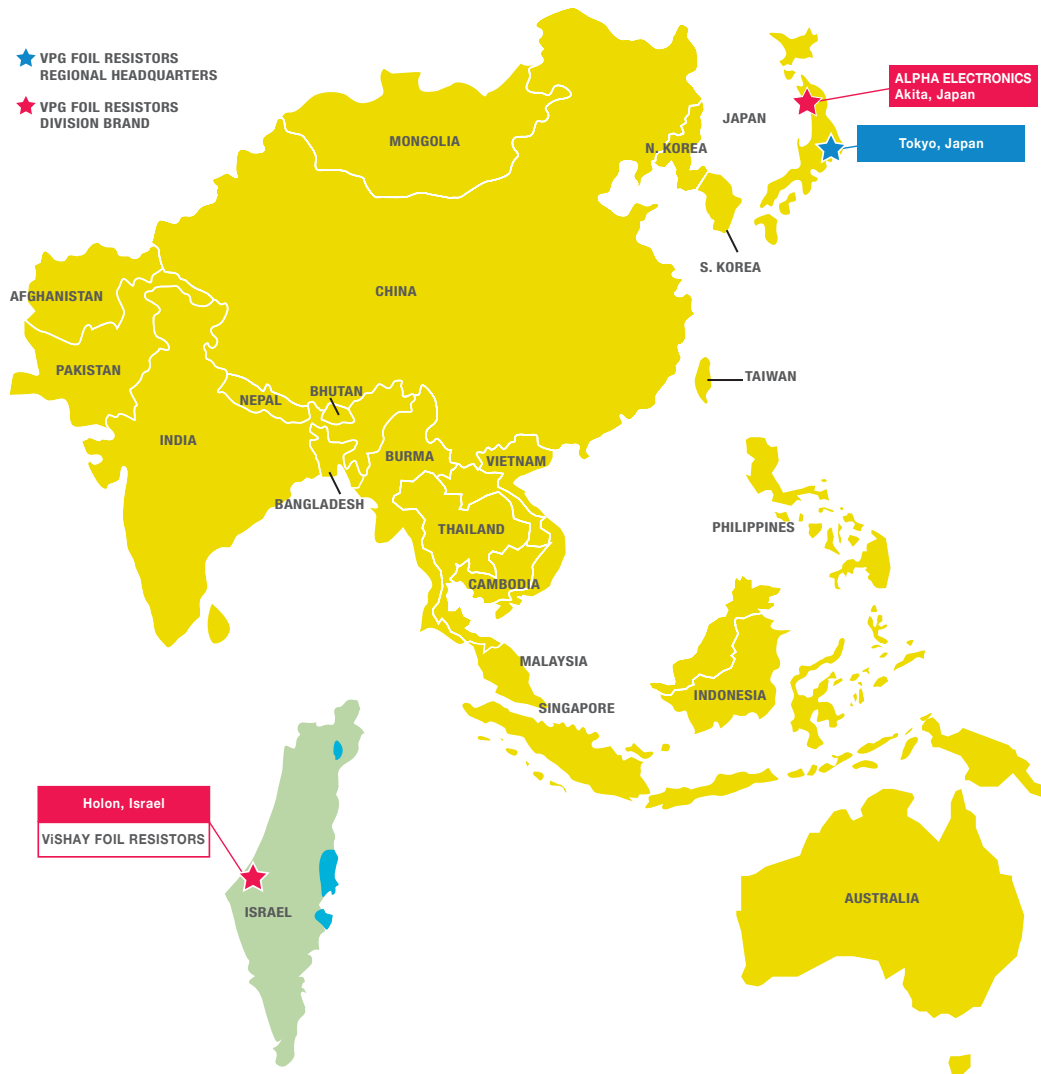 VPG FOIL RESISTORS
REGIONAL HEADQUARTERS
VPG FOIL RESISTORS
DIVISION BRAND
ALPHA ELECTRONICS
Akita, Japan
JAPAN
Tokyo, Japan
MONGOLIA
N. KOREA
S. KOREA
CHINA
AFGHANISTAN
PAKISTAN
TAIWAN
BHUTAN
NEPAL
INDIA
BURMA
VIETNAM
BANGLADESH
THAILAND
PHILIPPINES
CAMBODIA
MALAYSIA
INDONESIA
SINGAPORE
Holon, Israel
ViSHAY FOIL RESISTORS
ISRAEL
AUSTRALIA